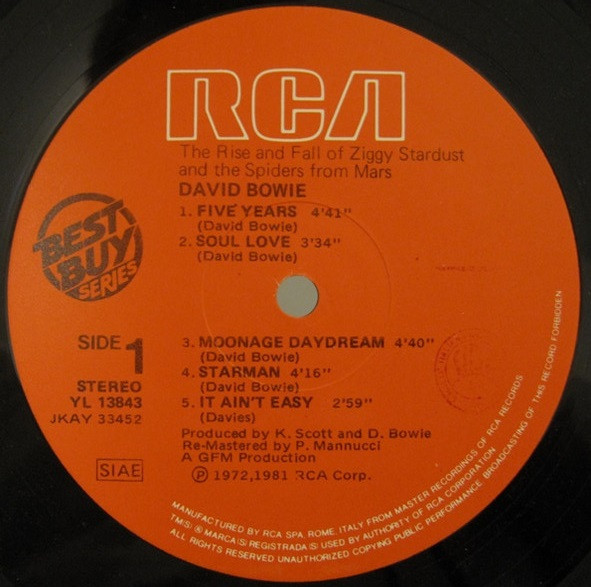 RCA
The Rise and Fall of Ziggy Stardust
and the Spiders from Mars
DAVID BOWIE
1. FIVE YEARS 4'41"
(David Bowie)
2. SOUL LOVE 3'34"
(David Bowie)
BEST
BUY
SERIES
SIDE 1
STEREO
YL 13843
JKAY 33452
3. MOONAGE DAYDREAM 4'40"
(David Bowie)
4. STARMAN 4'16"
(David Bowie)
5. IT AIN'T EASY 2'59"
(Davies)
Produced by K. Scott and D. Bowie
Re-Mastered by P. Mannucci
A GFM Production
Ⓟ 1972,1981 RCA Corp.
SIAE
MANUFACTURED BY RCA SPA, ROME, ITALY FROM MASTER RECORDINGS OF RCA RECORDS
TM(S) ® MARCA(S) REGISTRADA(S) USED BY AUTHORITY OF RCA CORPORATION
ALL RIGHTS RESERVED UNAUTHORIZED COPYING PUBLIC PERFORMANCE BROADCASTING OF THIS RECORD FORBIDDEN